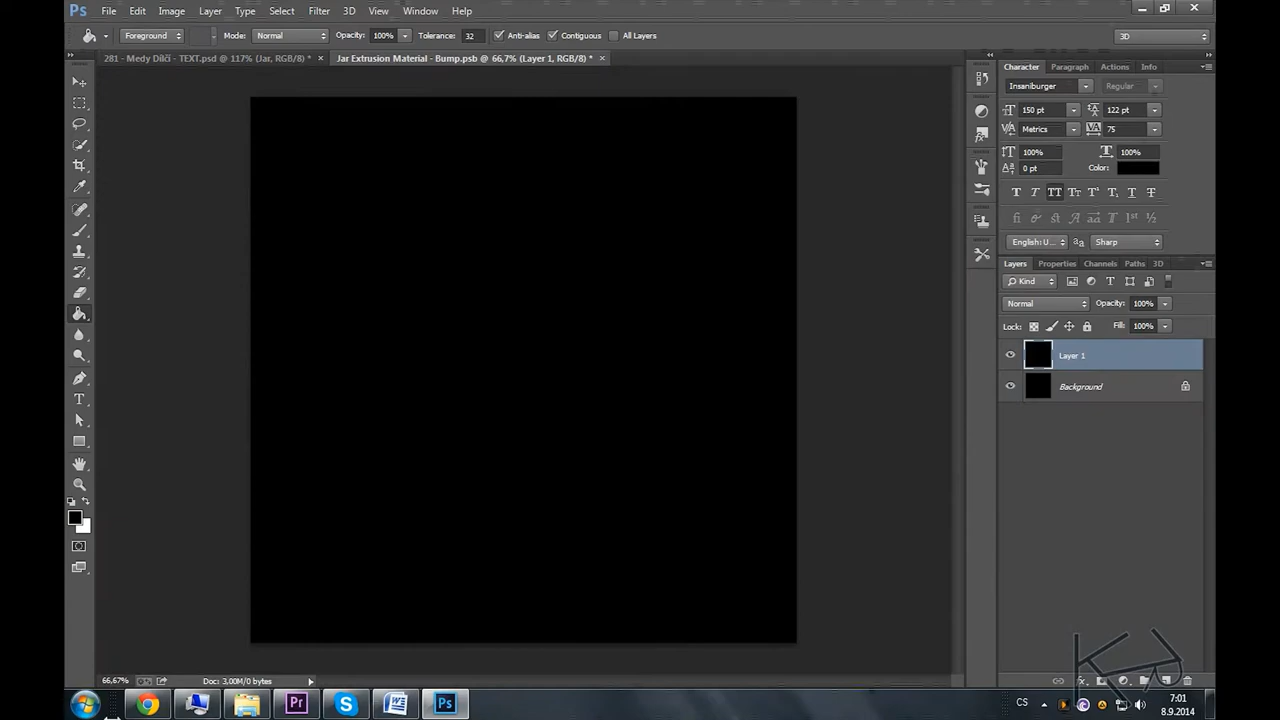 Ps File Edit Image Layer Type Select Filter 3D View Window Help
Foreground Mode: Normal Opacity: 100% Tolerance: 32 Anti-alias Contiguous All Layers 3D
281 - Medy Dílčí - TEXT.psd @ 117% (Jar, RGB/8) * × Jar Extrusion Material - Bump.psb @ 66,7% (Layer 1, RGB/8) * ×
Character Paragraph Actions Info
Insaniburger Regular
150 pt 122 pt
Metrics 75
100% 100%
0 pt Color:
English: U... Sharp
Layers Properties Channels Paths 3D
Kind
Normal Opacity: 100%
Lock: Fill: 100%
Layer 1
Background
66,67% Doc: 3,00M/0 bytes
CS 7:01
8.9.2014